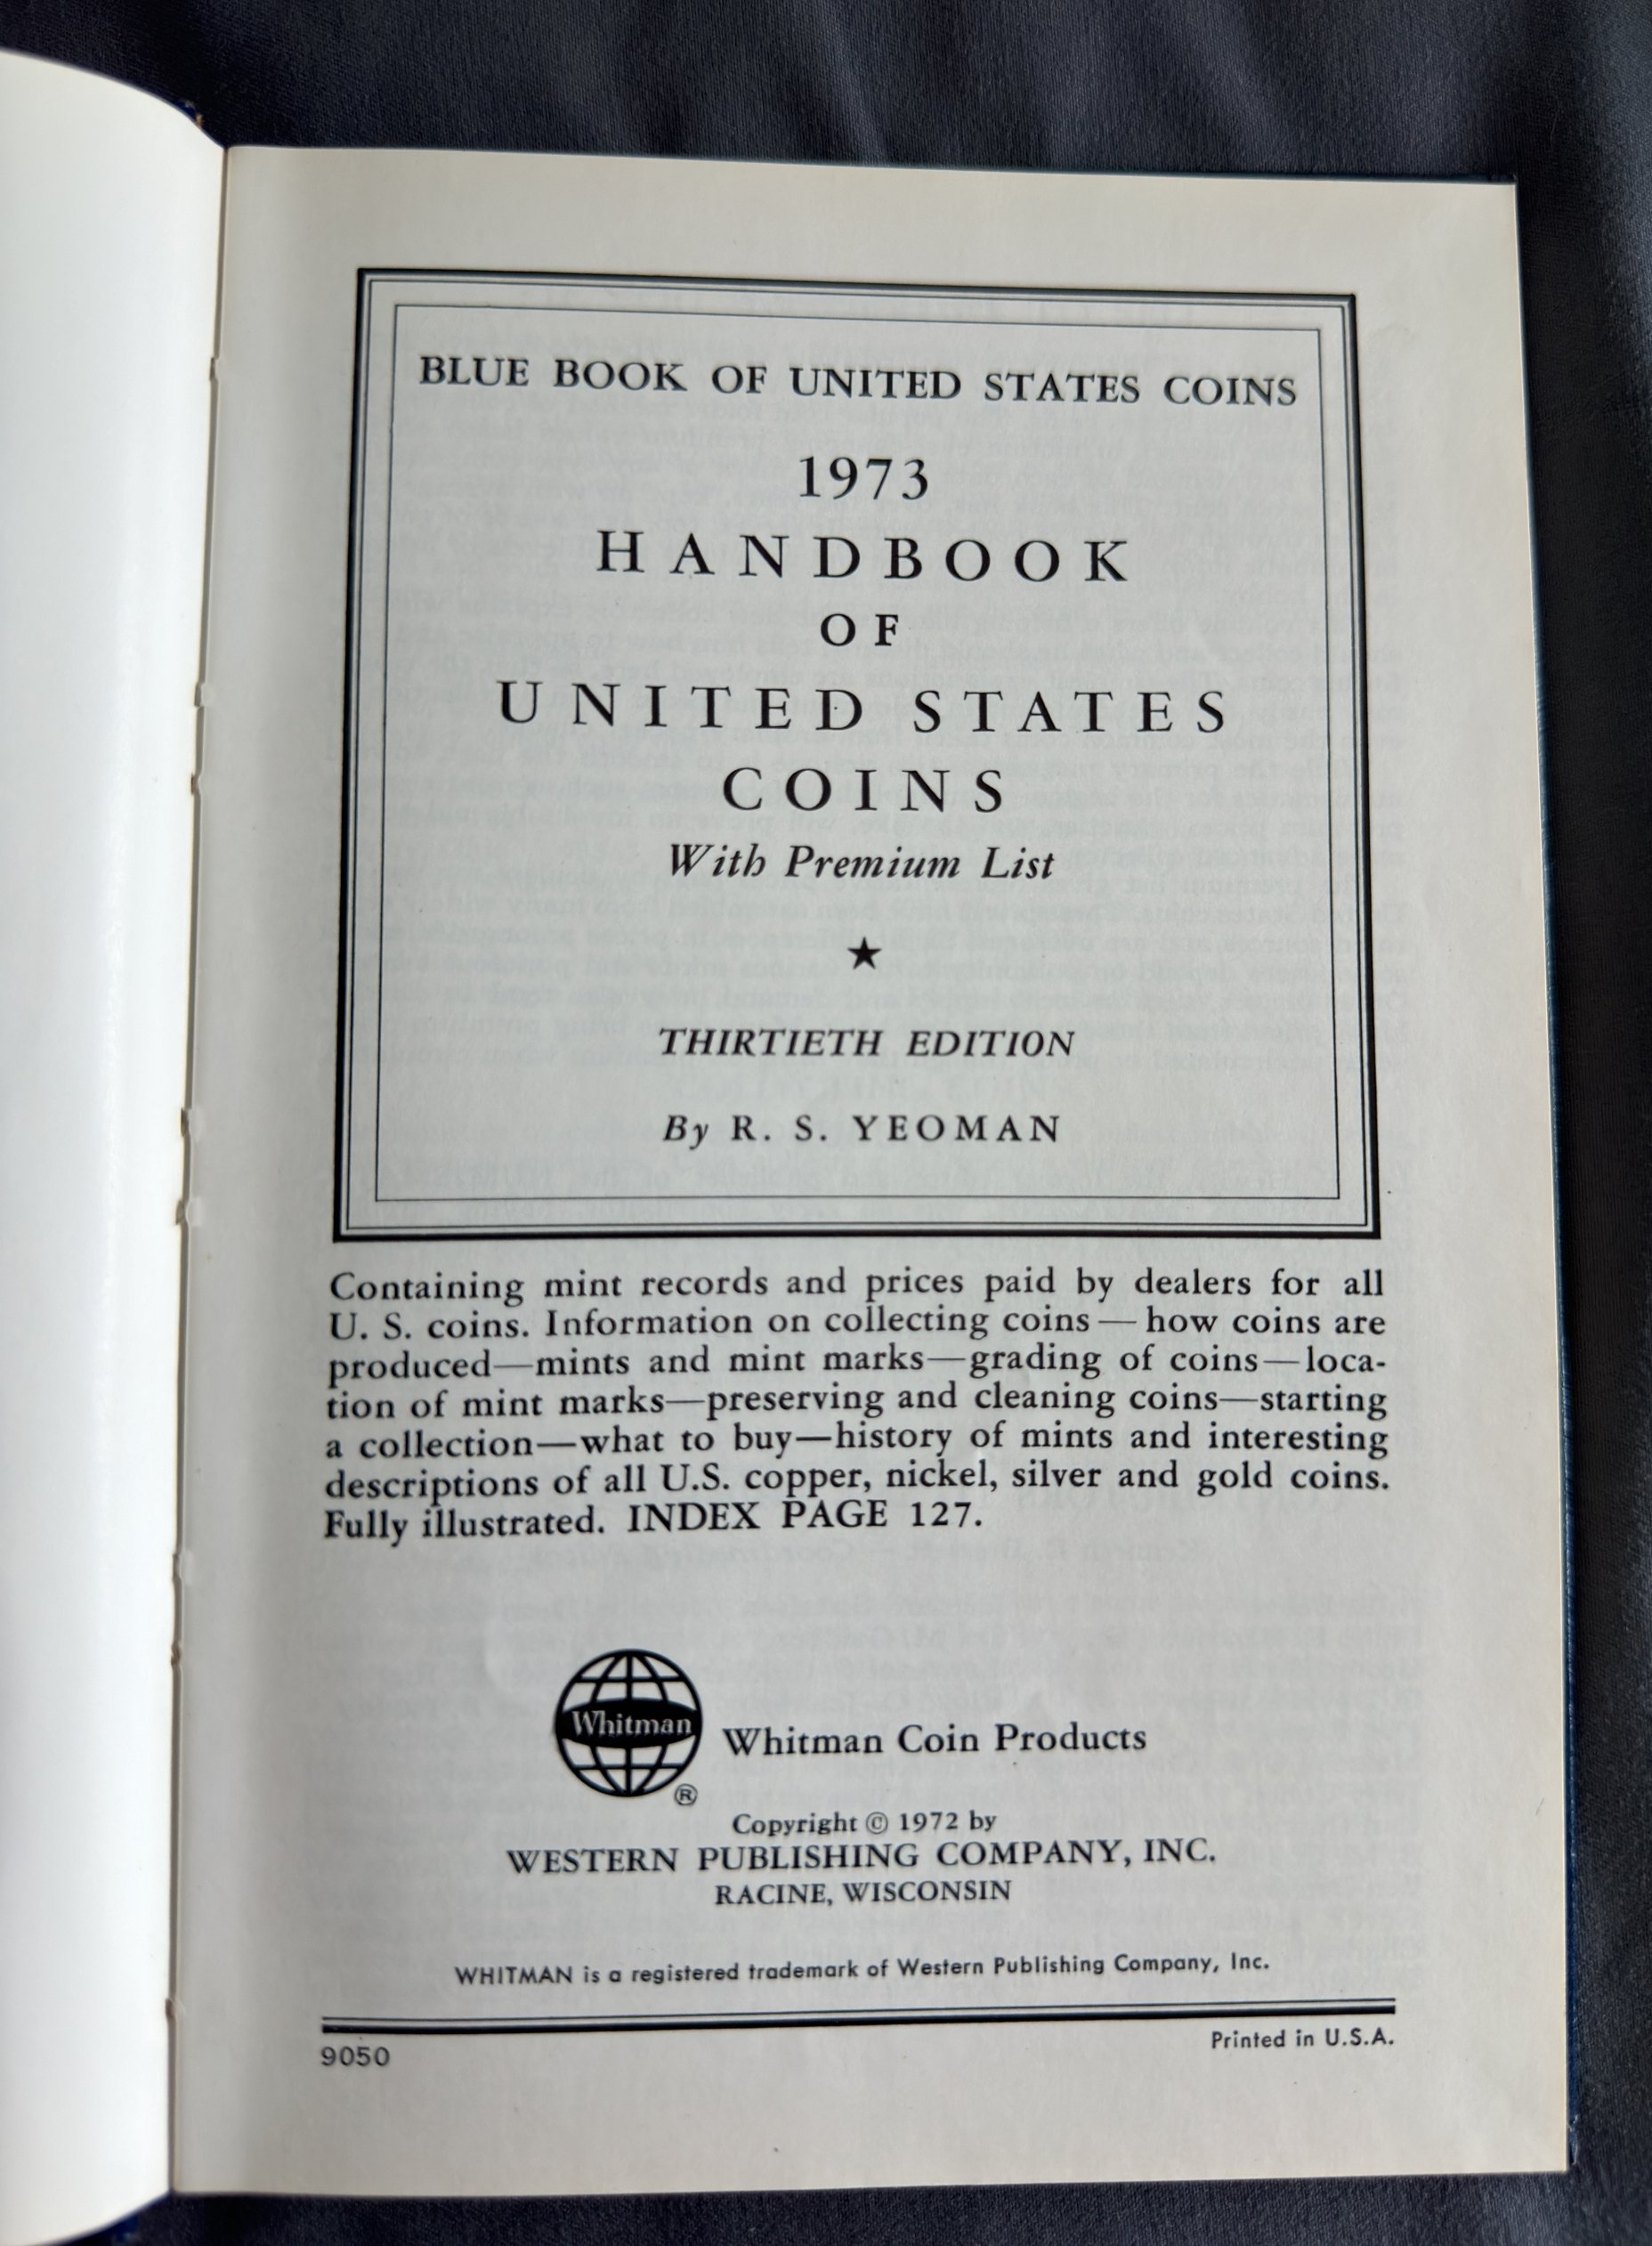 BLUE BOOK OF UNITED STATES COINS
1973
HANDBOOK
OF
UNITED STATES
COINS
With Premium List
★
THIRTIETH EDITION
By R. S. YEOMAN
Containing mint records and prices paid by dealers for all
U. S. coins. Information on collecting coins — how coins are
produced—mints and mint marks—grading of coins—loca-
tion of mint marks—preserving and cleaning coins—starting
a collection—what to buy—history of mints and interesting
descriptions of all U.S. copper, nickel, silver and gold coins.
Fully illustrated. INDEX PAGE 127.
Whitman
®
Whitman Coin Products
Copyright © 1972 by
WESTERN PUBLISHING COMPANY, INC.
RACINE, WISCONSIN
WHITMAN is a registered trademark of Western Publishing Company, Inc.
9050
Printed in U.S.A.